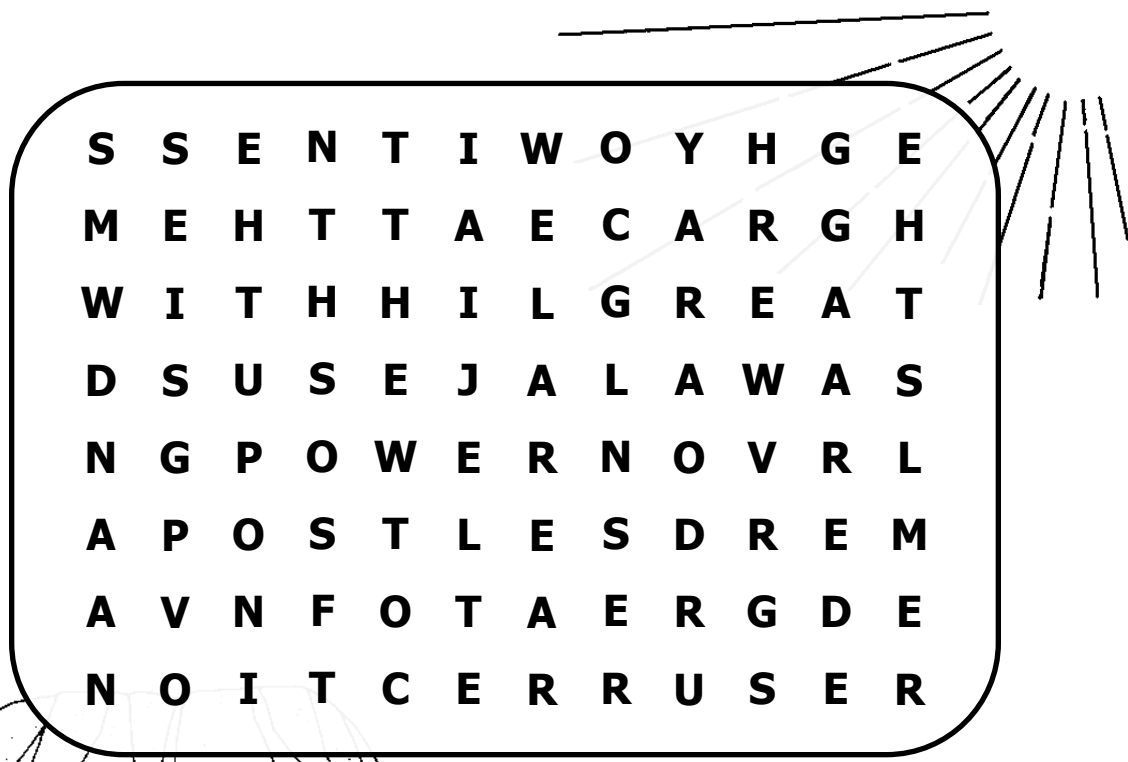 S S E N T I W O Y H G E
M E H T T A E C A R G H
W I T H H I L G R E A T
D S U S E J A L A W A S
N G P O W E R N O V R L
A P O S T L E S D R E M
A V N F O T A E R G D E
N O I T C E R R U S E R